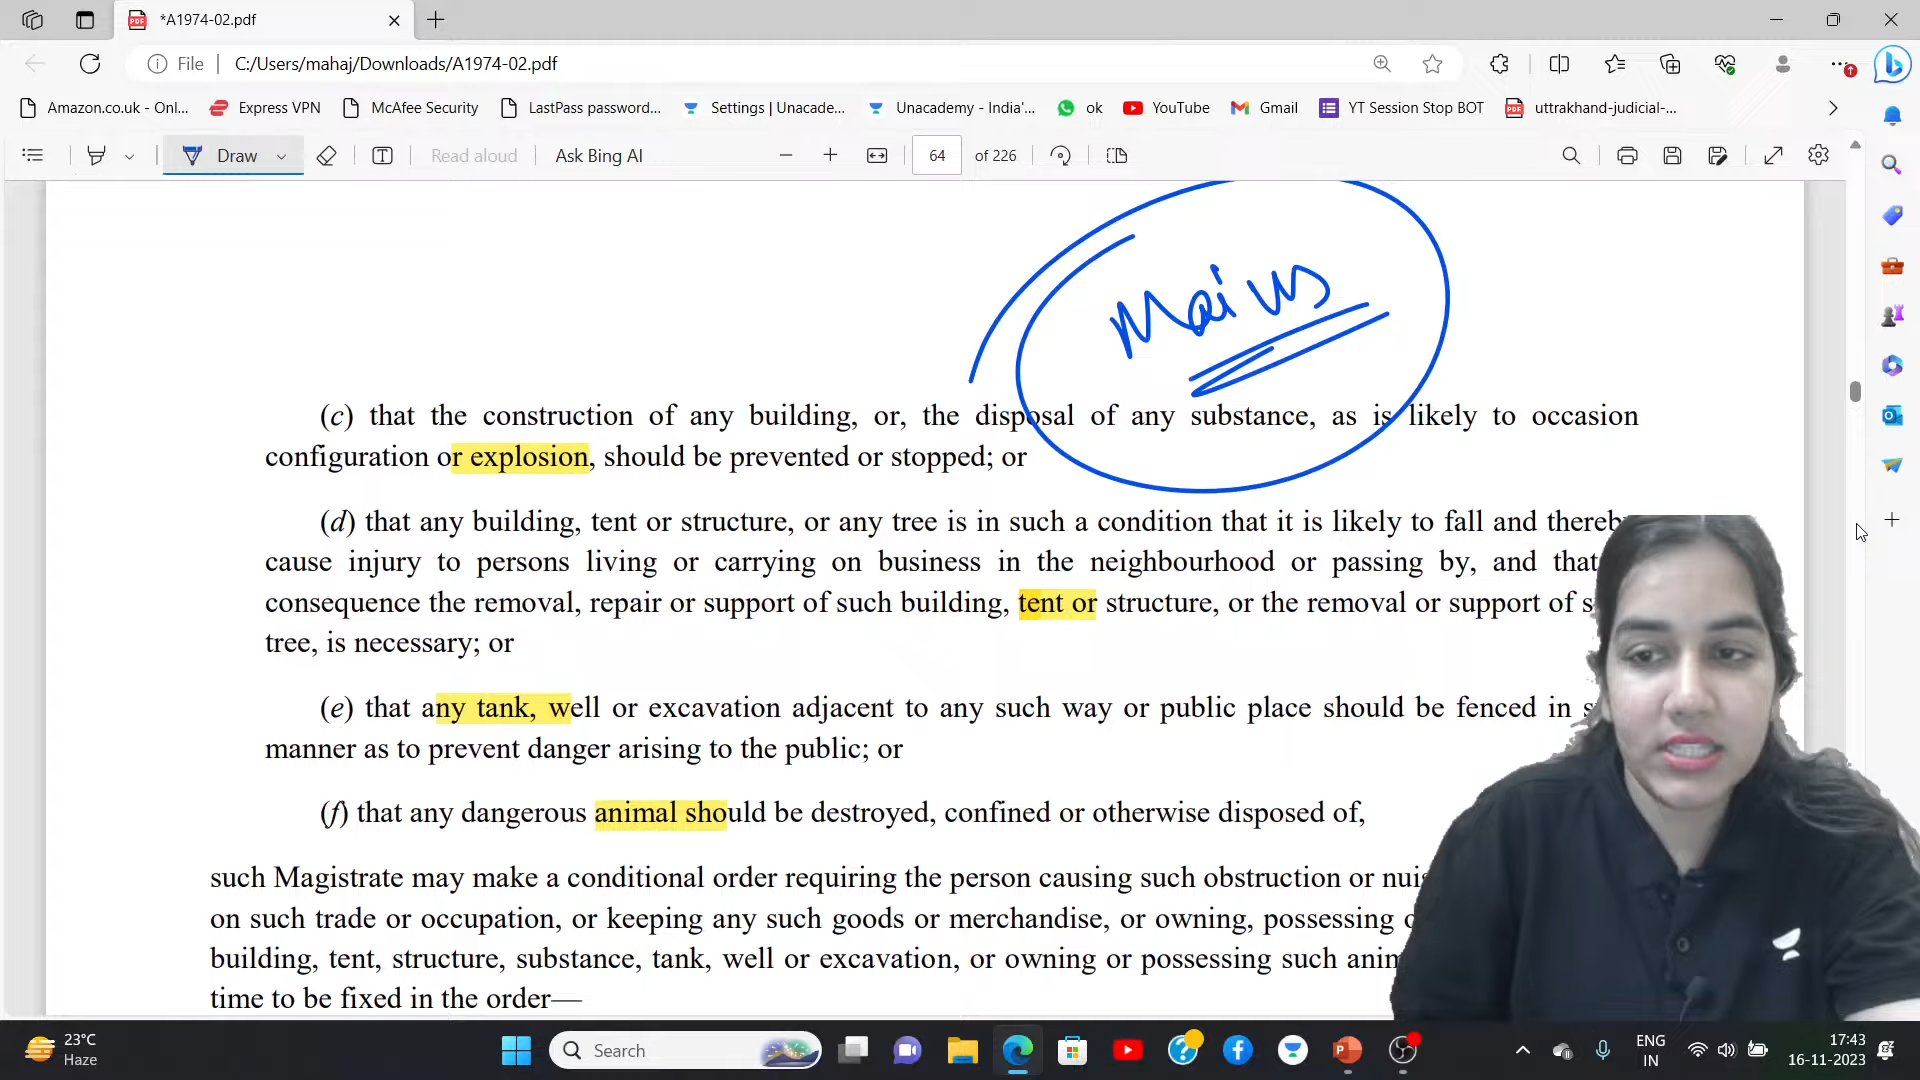 *A1974-02.pdf
File
C:/Users/mahaj/Downloads/A1974-02.pdf
Amazon.co.uk - Onl...
Express VPN
McAfee Security
LastPass password...
Settings | Unacade...
Unacademy - India'...
ok
YouTube
Gmail
YT Session Stop BOT
uttrakhand-judicial-...
Draw
Read aloud
Ask Bing AI
64
of 226
Mains
(c) that the construction of any building, or, the disposal of any substance, as is likely to occasion
configuration or explosion, should be prevented or stopped; or
(d) that any building, tent or structure, or any tree is in such a condition that it is likely to fall and thereb
cause injury to persons living or carrying on business in the neighbourhood or passing by, and that
consequence the removal, repair or support of such building, tent or structure, or the removal or support of s
tree, is necessary; or
(e) that any tank, well or excavation adjacent to any such way or public place should be fenced in s
manner as to prevent danger arising to the public; or
(f) that any dangerous animal should be destroyed, confined or otherwise disposed of,
such Magistrate may make a conditional order requiring the person causing such obstruction or nuis
on such trade or occupation, or keeping any such goods or merchandise, or owning, possessing
building, tent, structure, substance, tank, well or excavation, or owning or possessing such anim
time to be fixed in the order—
23°C
Haze
Search
ENG
IN
17:43
16-11-2023